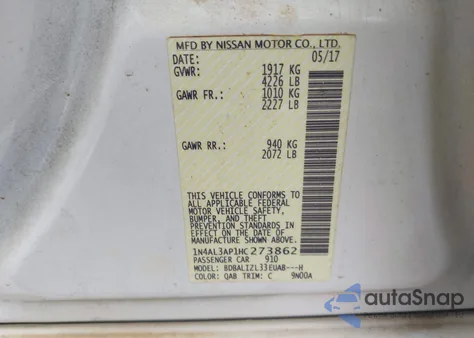 MFD BY NISSAN MOTOR CO., LTD.
DATE: 05/17
GVWR: 1917 KG
4226 LB
GAWR FR.: 1010 KG
2227 LB
GAWR RR.: 940 KG
2072 LB
THIS VEHICLE CONFORMS TO
ALL APPLICABLE FEDERAL
MOTOR VEHICLE SAFETY,
BUMPER, AND THEFT
PREVENTION STANDARDS IN
EFFECT ON THE DATE OF
MANUFACTURE SHOWN ABOVE.
1N4AL3AP1HC273862
PASSENGER CAR 910
MODEL: BDBALIZL33EUAB---H
COLOR: QAB TRIM: C 9N00A
autoSnap